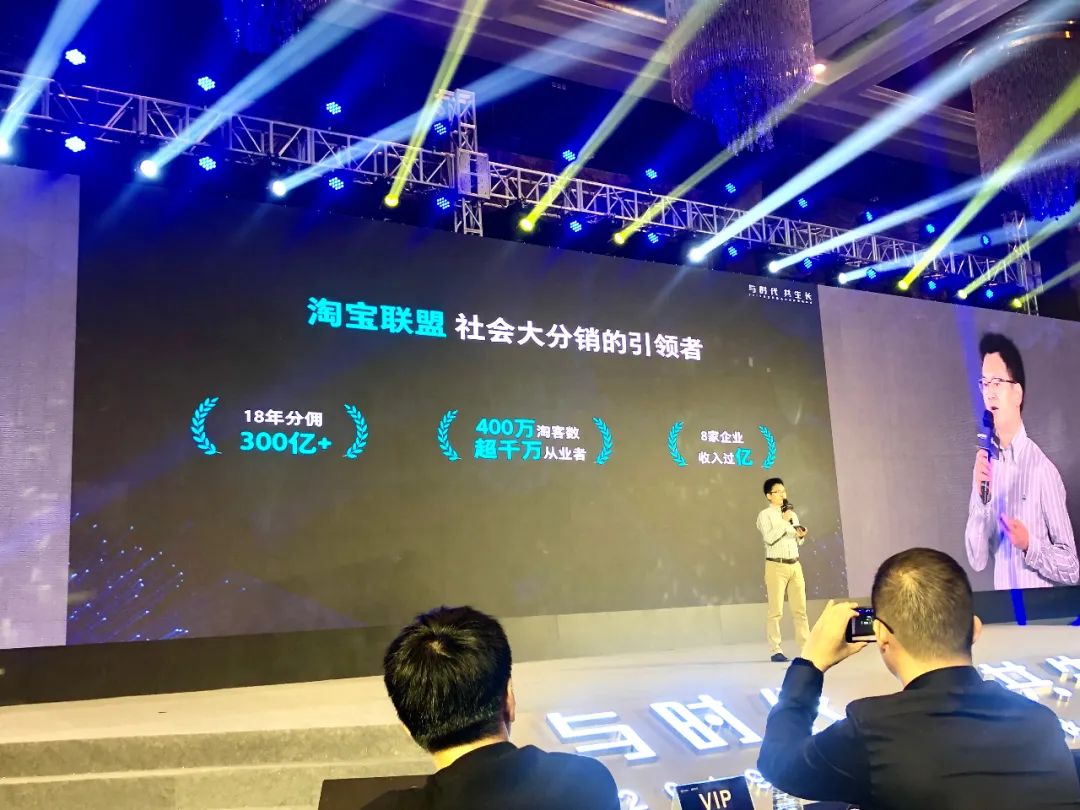 与时代 共生长
淘宝联盟 社会大分销的引领者
18年分佣
300亿+
400万淘客数
超千万从业者
8家企业
收入过亿
与时
VIP